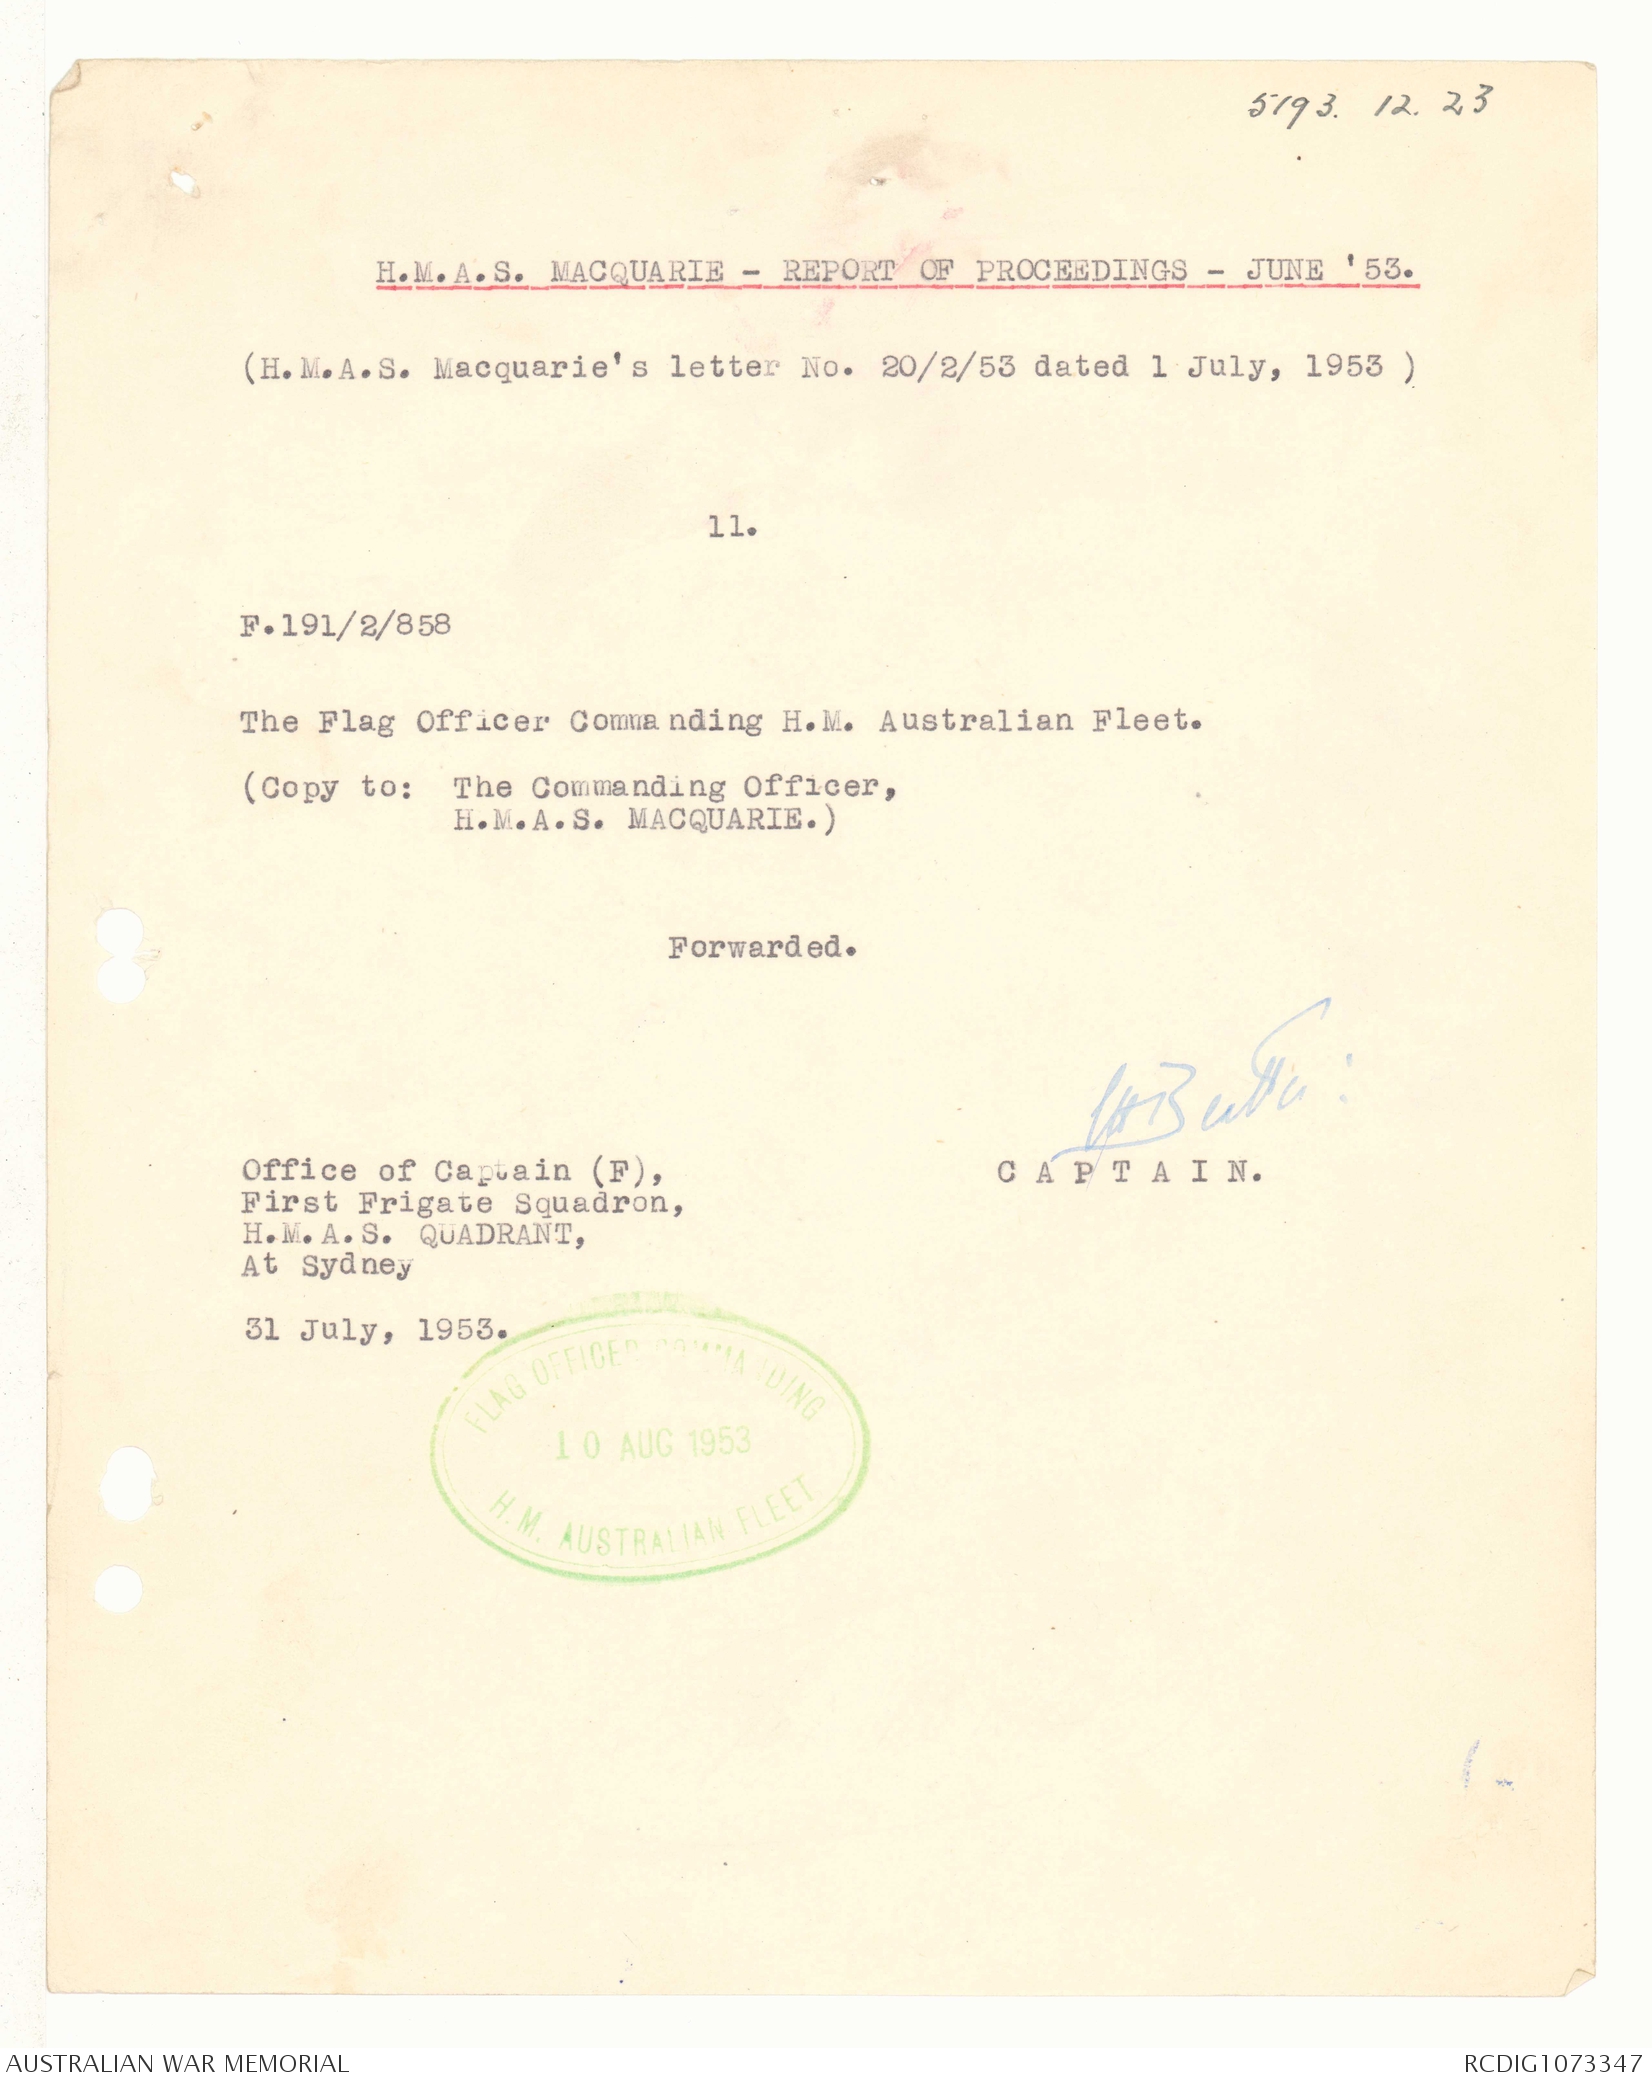 5193. 12. 23
H.M.A.S. MACQUARIE - REPORT OF PROCEEDINGS - JUNE '53.
(H.M.A.S. Macquarie's letter No. 20/2/53 dated 1 July, 1953 )
11.
F.191/2/858
The Flag Officer Commanding H.M. Australian Fleet.
(Copy to: The Commanding Officer,
H.M.A.S. MACQUARIE.)
Forwarded.
Office of Captain (F),
C A P T A I N.
First Frigate Squadron,
H.M.A.S. QUADRANT,
At Sydney
31 July, 1953.
FLAG OFFICER COMMANDING
10 AUG 1953
H.M. AUSTRALIAN FLEET
AUSTRALIAN WAR MEMORIAL
RCDIG1073347